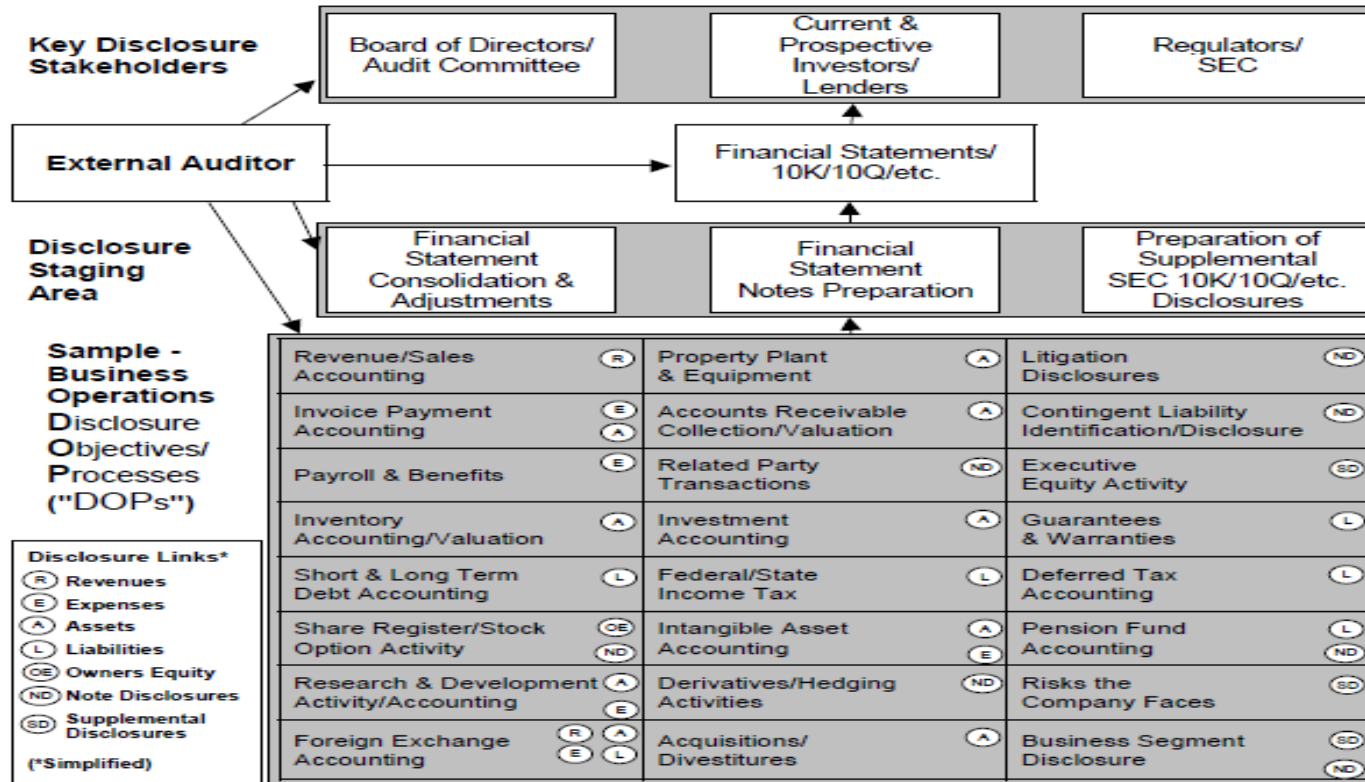 Key Disclosure
Stakeholders
Board of Directors/
Audit Committee
Current &
Prospective
Investors/
Lenders
Regulators/
SEC
External Auditor
Financial Statements/
10K/10Q/etc.
Disclosure
Staging
Area
Financial
Statement
Consolidation &
Adjustments
Financial
Statement
Notes Preparation
Preparation of
Supplemental
SEC 10K/10Q/etc.
Disclosures
Sample -
Business
Operations
Disclosure
Objectives/
Processes
("DOPs")
Disclosure Links*
R Revenues
E Expenses
A Assets
L Liabilities
OE Owners Equity
ND Note Disclosures
SD Supplemental
Disclosures
(*Simplified)
Revenue/Sales R
Accounting
Property Plant A
& Equipment
Litigation ND
Disclosures
Invoice Payment E
Accounting A
Accounts Receivable A
Collection/Valuation
Contingent Liability ND
Identification/Disclosure
Payroll & Benefits E
Related Party ND
Transactions
Executive SD
Equity Activity
Inventory A
Accounting/Valuation
Investment A
Accounting
Guarantees L
& Warranties
Short & Long Term L
Debt Accounting
Federal/State L
Income Tax
Deferred Tax L
Accounting
Share Register/Stock OE
Option Activity ND
Intangible Asset A
Accounting E
Pension Fund L
Accounting ND
Research & Development A
Activity/Accounting E
Derivatives/Hedging ND
Activities
Risks the SD
Company Faces
Foreign Exchange R A
Accounting E L
Acquisitions/ A
Divestitures
Business Segment SD
Disclosure ND